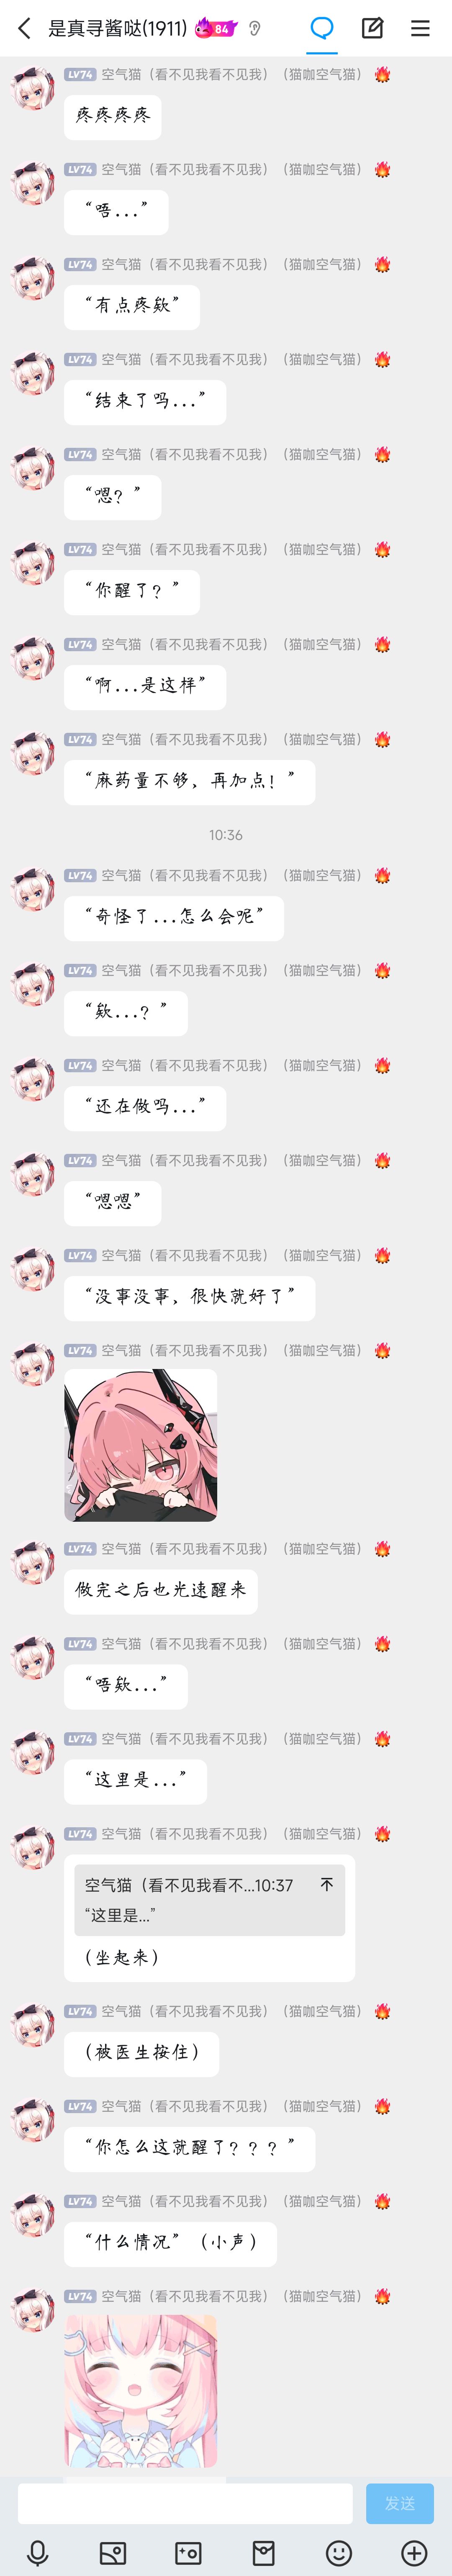 是真寻酱哒(1911) 84
LV74 空气猫（看不见我看不见我）（猫咖空气猫）
疼疼疼疼
LV74 空气猫（看不见我看不见我）（猫咖空气猫）
“唔...”
LV74 空气猫（看不见我看不见我）（猫咖空气猫）
“有点疼欸”
LV74 空气猫（看不见我看不见我）（猫咖空气猫）
“结束了吗...”
LV74 空气猫（看不见我看不见我）（猫咖空气猫）
“嗯？”
LV74 空气猫（看不见我看不见我）（猫咖空气猫）
“你醒了？”
LV74 空气猫（看不见我看不见我）（猫咖空气猫）
“啊...是这样”
LV74 空气猫（看不见我看不见我）（猫咖空气猫）
“麻药量不够，再加点！”
10:36
LV74 空气猫（看不见我看不见我）（猫咖空气猫）
“奇怪了...怎么会呢”
LV74 空气猫（看不见我看不见我）（猫咖空气猫）
“欸...？”
LV74 空气猫（看不见我看不见我）（猫咖空气猫）
“还在做吗...”
LV74 空气猫（看不见我看不见我）（猫咖空气猫）
“嗯嗯”
LV74 空气猫（看不见我看不见我）（猫咖空气猫）
“没事没事，很快就好了”
LV74 空气猫（看不见我看不见我）（猫咖空气猫）
LV74 空气猫（看不见我看不见我）（猫咖空气猫）
做完之后也光速醒来
LV74 空气猫（看不见我看不见我）（猫咖空气猫）
“唔欸...”
LV74 空气猫（看不见我看不见我）（猫咖空气猫）
“这里是...”
LV74 空气猫（看不见我看不见我）（猫咖空气猫）
空气猫（看不见我看不...10:37
“这里是...”
（坐起来）
LV74 空气猫（看不见我看不见我）（猫咖空气猫）
（被医生按住）
LV74 空气猫（看不见我看不见我）（猫咖空气猫）
“你怎么这就醒了？？？”
LV74 空气猫（看不见我看不见我）（猫咖空气猫）
“什么情况”（小声）
LV74 空气猫（看不见我看不见我）（猫咖空气猫）
发送